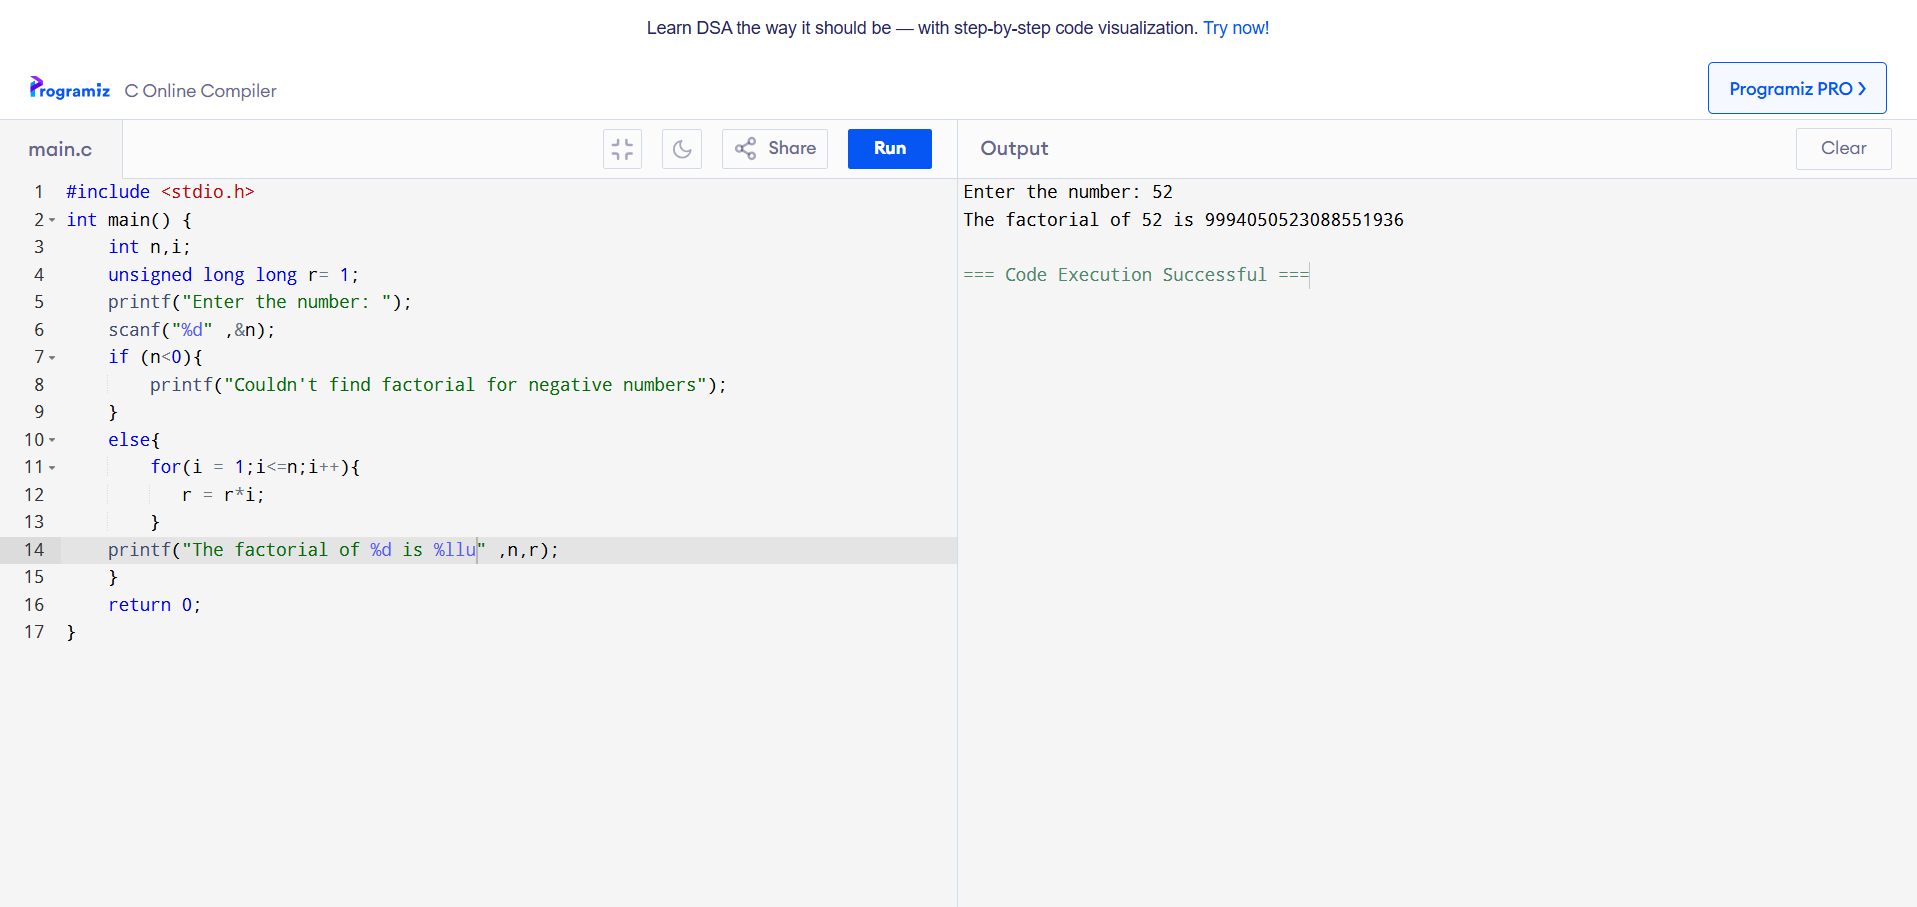 Learn DSA the way it should be — with step-by-step code visualization. Try now!
Programiz C Online Compiler
Programiz PRO ❯
main.c
Share
Run
Output
Clear
1 #include <stdio.h>
2 int main() {
3     int n,i;
4     unsigned long long r= 1;
5     printf("Enter the number: ");
6     scanf("%d" ,&n);
7     if (n<0){
8         printf("Couldn't find factorial for negative numbers");
9     }
10     else{
11         for(i = 1;i<=n;i++){
12            r = r*i;
13         }
14     printf("The factorial of %d is %llu" ,n,r);
15     }
16     return 0;
17 }
Enter the number: 52
The factorial of 52 is 9994050523088551936
=== Code Execution Successful ===